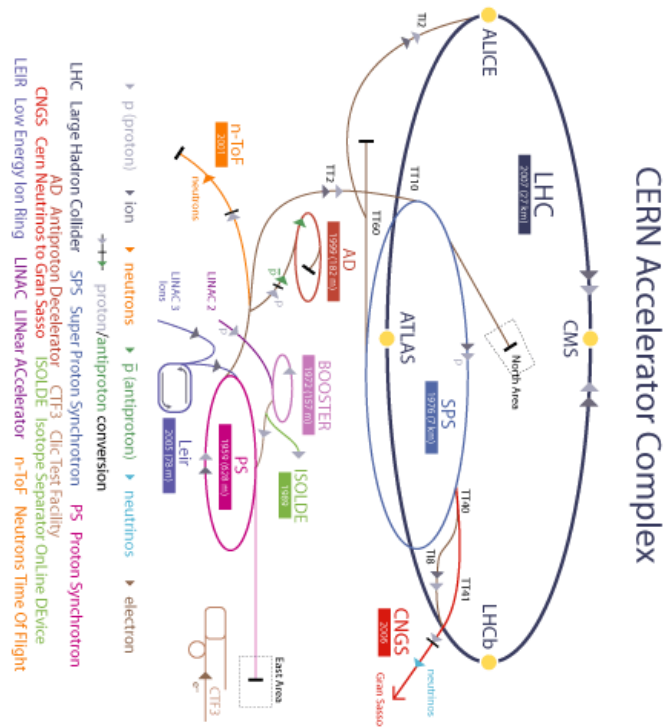 CERN Accelerator Complex
CMS
LHC
2007 (27 km)
ALICE
LHCb
ATLAS
TI2
TT10
TT60
TT2
North Area
p
SPS
1976 (7 km)
TT40
TT41
TI8
CNGS
2006
neutrinos
Gran Sasso
AD
1999 (182 m)
p̄
p
n-ToF
2001
neutrons
BOOSTER
1972 (157 m)
ISOLDE
1989
LINAC 2
p
LINAC 3
Ions
PS
1959 (628 m)
Leir
2005 (78 m)
East Area
CTF3
e⁻
p (proton) ion neutrons p̄ (antiproton) neutrinos electron
proton/antiproton conversion
LHC Large Hadron Collider SPS Super Proton Synchrotron PS Proton Synchrotron
AD Antiproton Decelerator CTF3 Clic Test Facility
CNGS Cern Neutrinos to Gran Sasso ISOLDE Isotope Separator OnLine DEvice
LEIR Low Energy Ion Ring LINAC LINear ACcelerator n-ToF Neutrons Time Of Flight